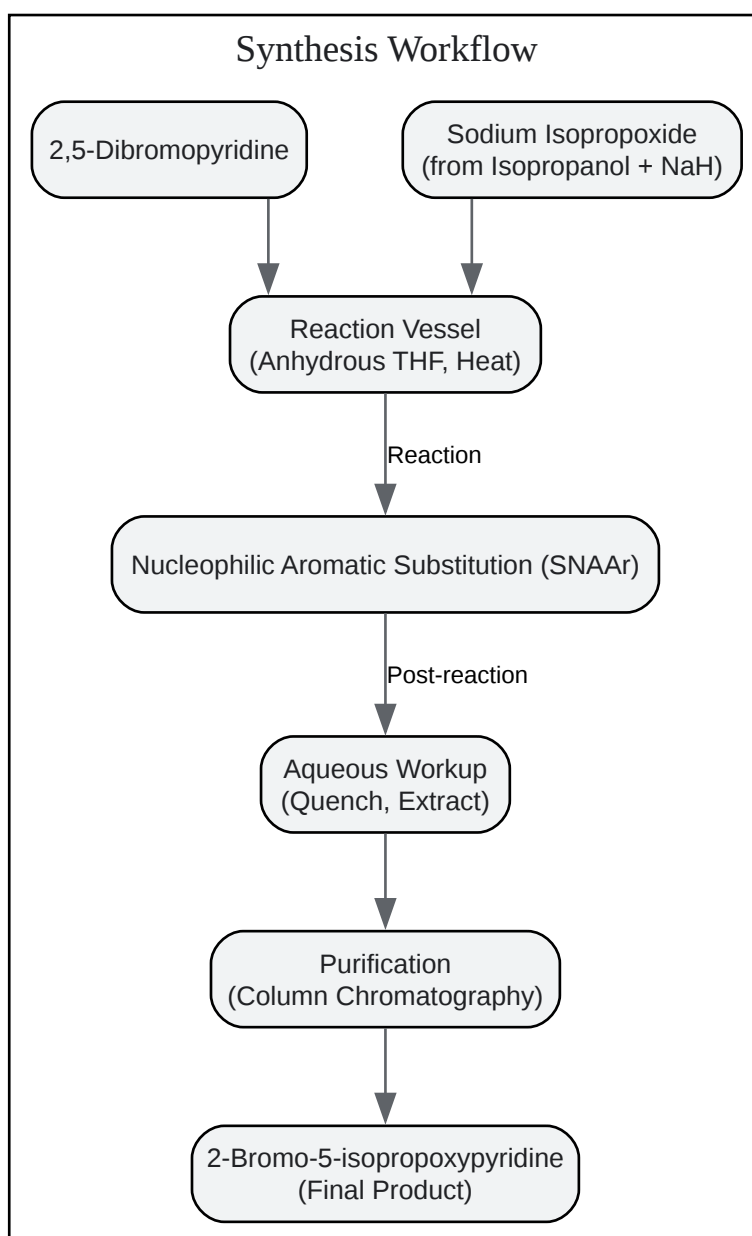 Synthesis Workflow
2,5-Dibromopyridine
Sodium Isopropoxide
(from Isopropanol + NaH)
Reaction Vessel
(Anhydrous THF, Heat)
Reaction
Nucleophilic Aromatic Substitution (SNAAr)
Post-reaction
Aqueous Workup
(Quench, Extract)
Purification
(Column Chromatography)
2-Bromo-5-isopropoxypyridine
(Final Product)